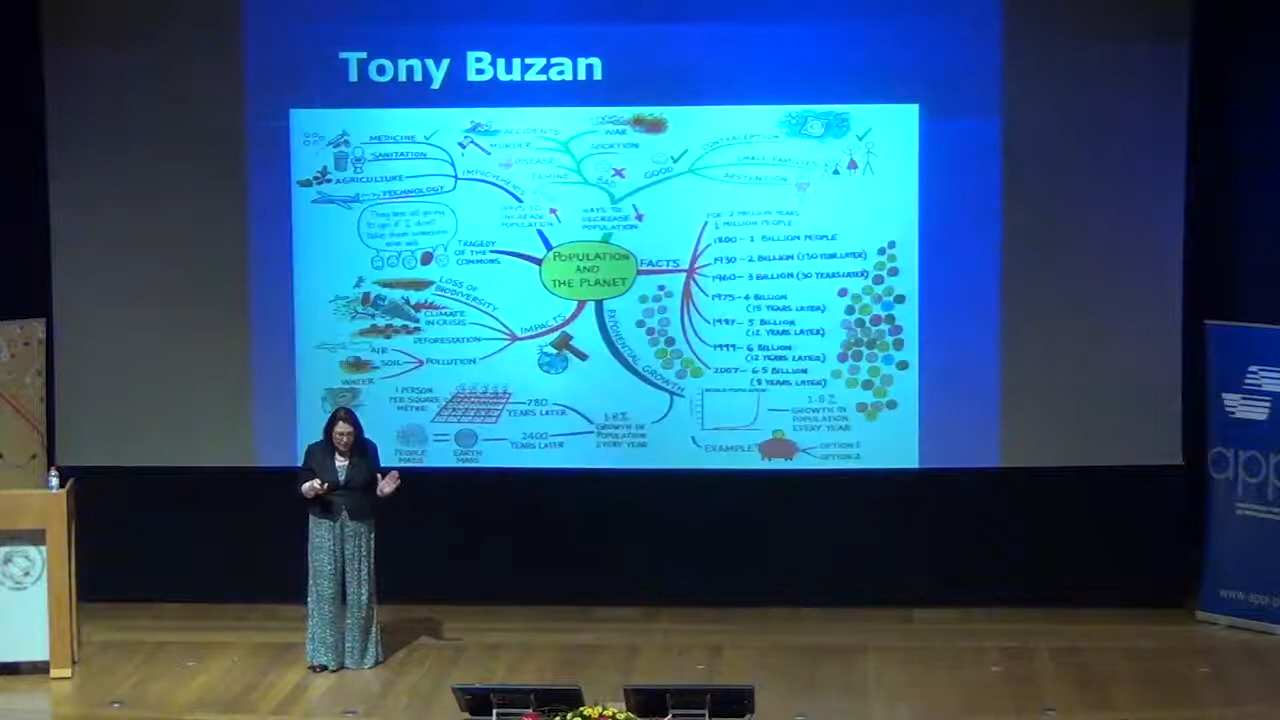 Tony Buzan
MEDICINE
SANITATION
AGRICULTURE
TECHNOLOGY
IMPROVEMENTS
WAYS TO
INCREASE
POPULATION
ACCIDENTS
MURDER
DISEASE
FAMINE
WAR
ABORTION
WAYS TO
DECREASE
POPULATION
GOOD
CONTRACEPTION
SMALL FAMILIES
ABSTENTION
TRAGEDY
OF THE
COMMONS
POPULATION
AND
THE PLANET
FACTS
FOR 2 MILLION YEARS
1800 – 1 BILLION PEOPLE
1930 – 2 BILLION (130 YEARS LATER)
1960 – 3 BILLION (30 YEARS LATER)
1975 – 4 BILLION
(15 YEARS LATER)
1987 – 5 BILLION
(12 YEARS LATER)
1999 – 6 BILLION
(12 YEARS LATER)
2007 – 6.5 BILLION
(8 YEARS LATER)
IMPACTS
LOSS OF
BIODIVERSITY
CLIMATE
IN CRISIS
DEFORESTATION
POLLUTION
AIR
SOIL
WATER
EXPONENTIAL GROWTH
1 PERSON
PER SQUARE
METRE
780
YEARS LATER
PEOPLE
MASS
=
EARTH
MASS
2400
YEARS LATER
1.8%
GROWTH IN
POPULATION
EVERY YEAR
1.8%
GROWTH IN
POPULATION
EVERY YEAR
EXAMPLE
OPTION 1
OPTION 2